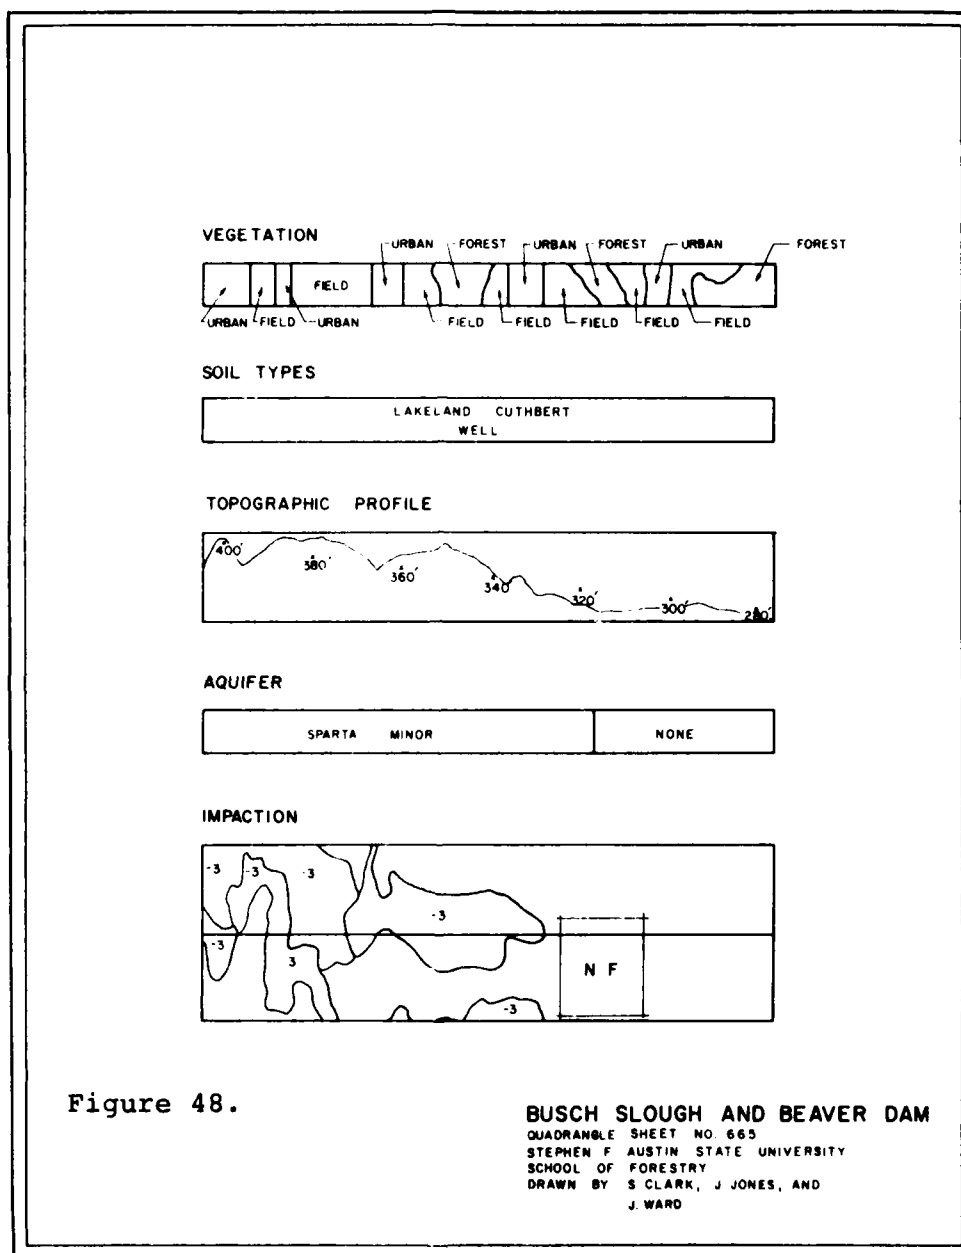 VEGETATION
URBAN FOREST URBAN FOREST URBAN FOREST
FIELD
URBAN FIELD URBAN FIELD FIELD FIELD FIELD FIELD
SOIL TYPES
LAKELAND CUTHBERT
WELL
TOPOGRAPHIC PROFILE
400' 380' 360' 340' 320' 300' 280'
AQUIFER
SPARTA MINOR NONE
IMPACTION
-3 -3 -3
-3
-3 3 N F
-3
Figure 48.
BUSCH SLOUGH AND BEAVER DAM
QUADRANGLE SHEET NO. 665
STEPHEN F AUSTIN STATE UNIVERSITY
SCHOOL OF FORESTRY
DRAWN BY S CLARK, J JONES, AND
J. WARD